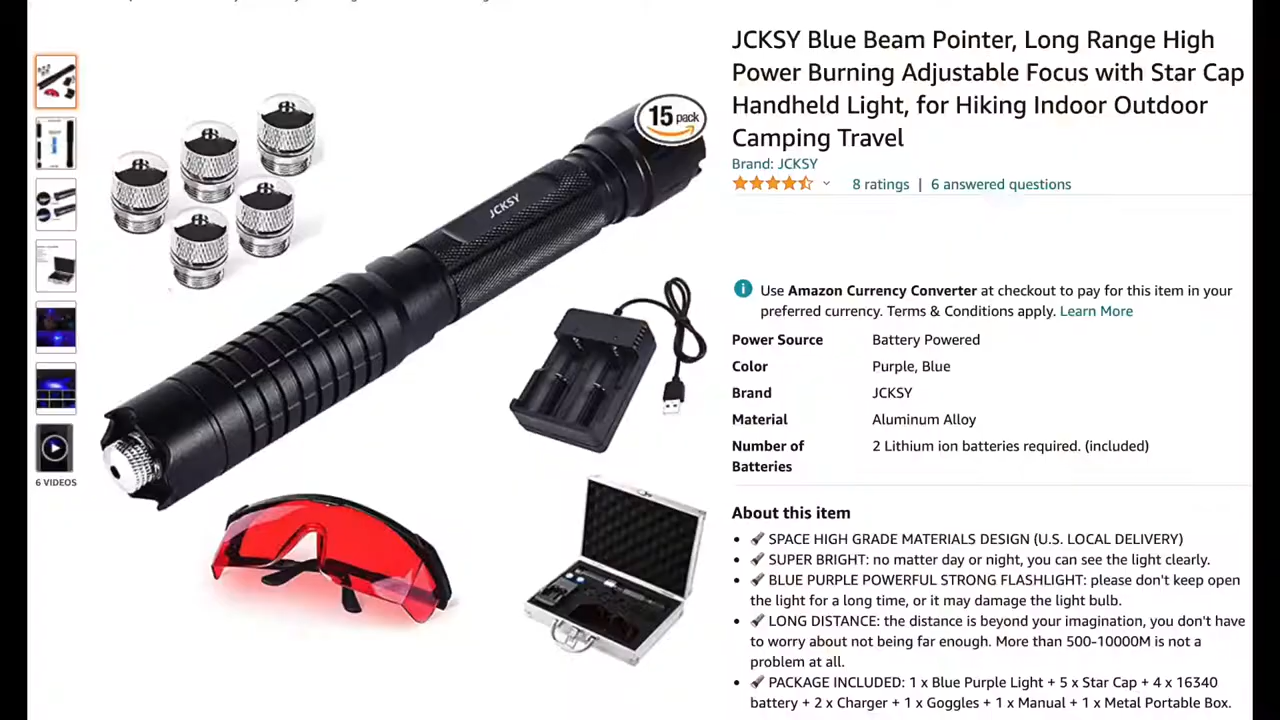 JCKSY Blue Beam Pointer, Long Range High
Power Burning Adjustable Focus with Star Cap
Handheld Light, for Hiking Indoor Outdoor
Camping Travel
Brand: JCKSY
8 ratings | 6 answered questions
15 pack
JCKSY
Use Amazon Currency Converter at checkout to pay for this item in your
preferred currency. Terms & Conditions apply. Learn More
Power Source Battery Powered
Color Purple, Blue
Brand JCKSY
Material Aluminum Alloy
Number of 2 Lithium ion batteries required. (included)
Batteries
6 VIDEOS
About this item
• SPACE HIGH GRADE MATERIALS DESIGN (U.S. LOCAL DELIVERY)
• SUPER BRIGHT: no matter day or night, you can see the light clearly.
• BLUE PURPLE POWERFUL STRONG FLASHLIGHT: please don't keep open
the light for a long time, or it may damage the light bulb.
• LONG DISTANCE: the distance is beyond your imagination, you don't have
to worry about not being far enough. More than 500-10000M is not a
problem at all.
• PACKAGE INCLUDED: 1 x Blue Purple Light + 5 x Star Cap + 4 x 16340
battery + 2 x Charger + 1 x Goggles + 1 x Manual + 1 x Metal Portable Box.